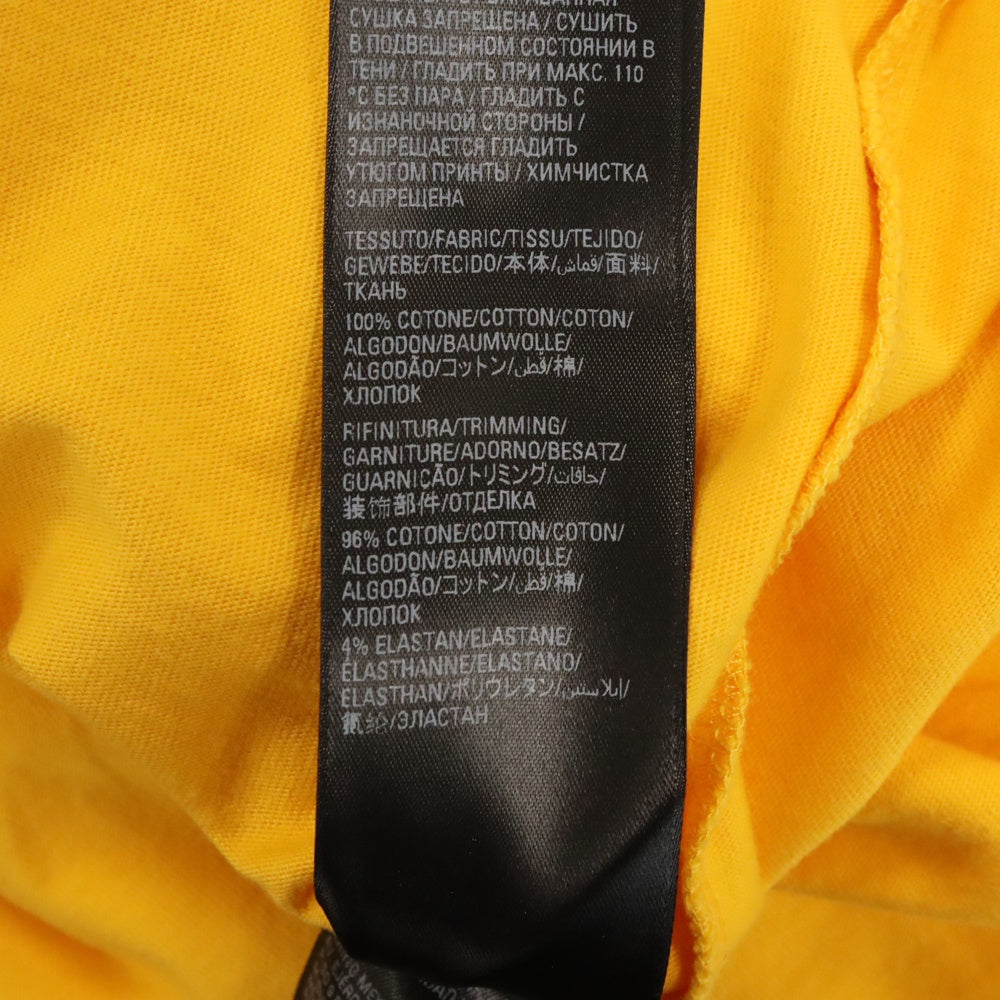 СУШКА ЗАПРЕЩЕНА / СУШИТЬ
В ПОДВЕШЕННОМ СОСТОЯНИИ В
ТЕНИ / ГЛАДИТЬ ПРИ МАКС. 110
°C БЕЗ ПАРА / ГЛАДИТЬ С
ИЗНАНОЧНОЙ СТОРОНЫ /
ЗАПРЕЩАЕТСЯ ГЛАДИТЬ
УТЮГОМ ПРИНТЫ / ХИМЧИСТКА
ЗАПРЕЩЕНА
TESSUTO/FABRIC/TISSU/TEJIDO/
GEWEBE/TECIDO/本体/قماش/面料/
ТКАНЬ
100% COTONE/COTTON/COTON/
ALGODON/BAUMWOLLE/
ALGODÃO/コットン/قطن/棉/
ХЛОПОК
RIFINITURA/TRIMMING/
GARNITURE/ADORNO/BESATZ/
GUARNICÃO/トリミング/حافات/
装饰部件/ОТДЕЛКА
96% COTONE/COTTON/COTON/
ALGODON/BAUMWOLLE/
ALGODÃO/コットン/قطن/棉/
ХЛОПОК
4% ELASTAN/ELASTANE/
ÉLASTHANNE/ELASTANO/
ELASTHAN/ポリウレタン/إيلاستين/
ЭЛАСТАН